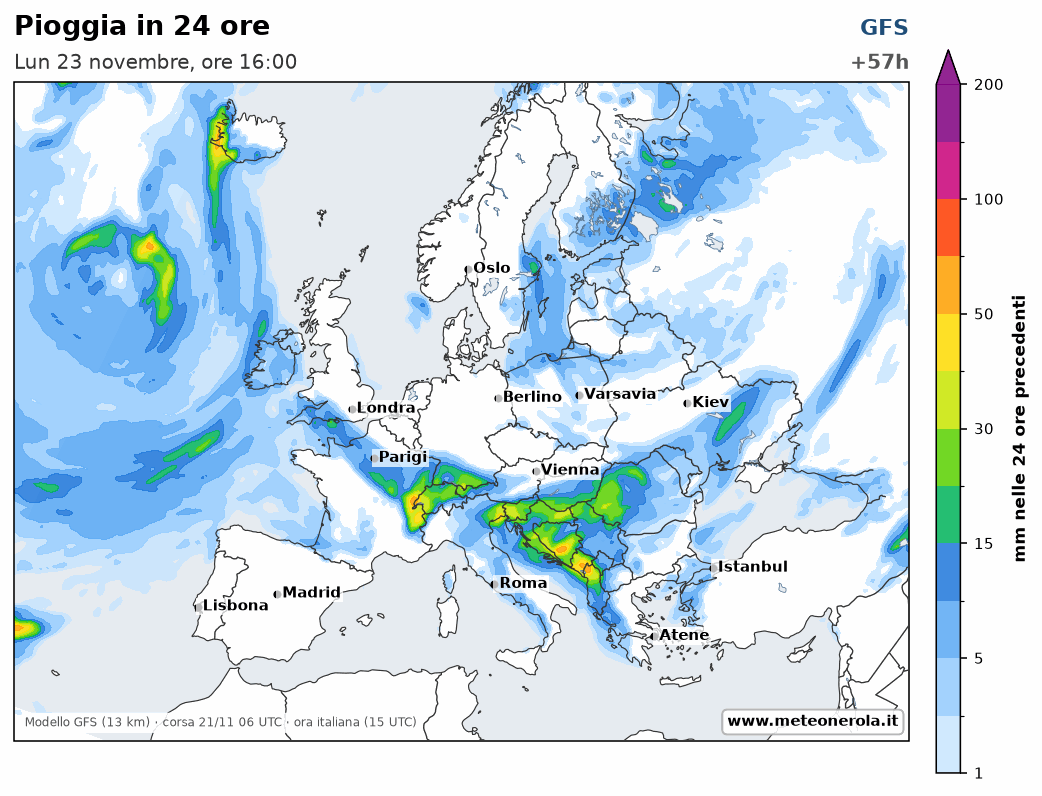 Pioggia in 24 ore
GFS
Lun 23 novembre, ore 16:00
+57h
200
100
50
30
15
5
1
mm nelle 24 ore precedenti
Oslo
Berlino
Varsavia
Kiev
Londra
Parigi
Vienna
Istanbul
Roma
Madrid
Lisbona
Atene
Modello GFS (13 km) · corsa 21/11 06 UTC · ora italiana (15 UTC)
www.meteonerola.it